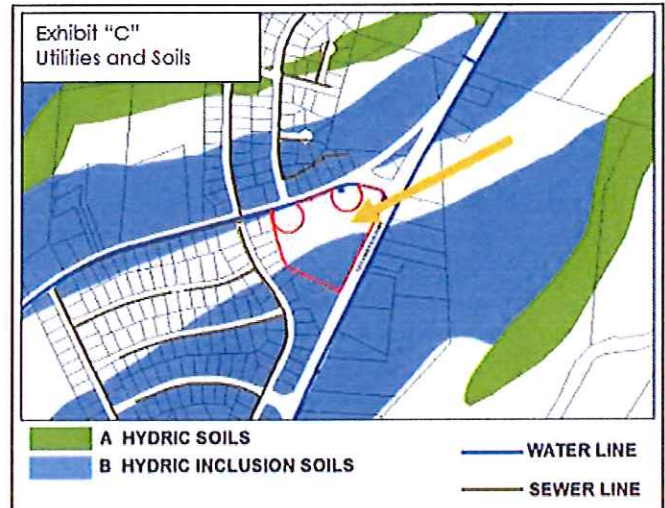 Exhibit "C"
Utilities and Soils
A HYDRIC SOILS
B HYDRIC INCLUSION SOILS
WATER LINE
SEWER LINE